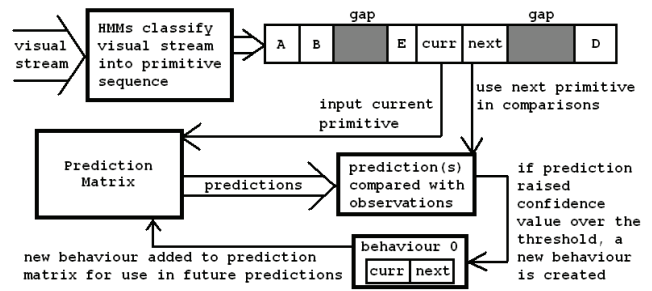 gap
gap
visual
stream
HMMs classify
visual stream
into primitive
sequence
A B E curr next D
input current
primitive
use next primitive
in comparisons
Prediction
Matrix
predictions
prediction(s)
compared with
observations
if prediction
raised
confidence
value over the
threshold, a
new behaviour
is created
behaviour 0
curr next
new behaviour added to prediction
matrix for use in future predictions